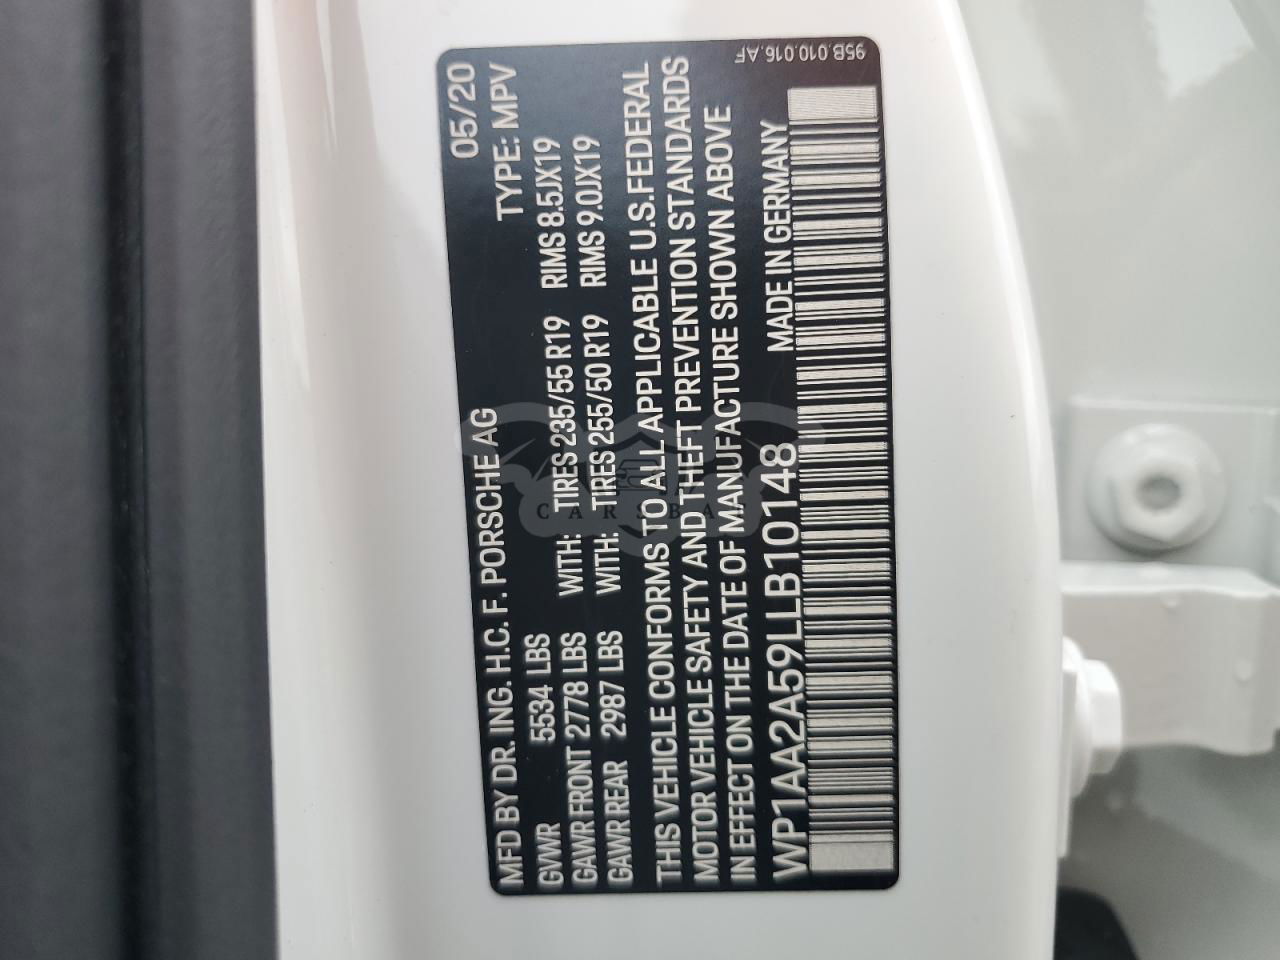 MFD BY DR. ING. H.C. F. PORSCHE AG 05/20
GVWR 5534 LBS TYPE: MPV
GAWR FRONT 2778 LBS WITH: TIRES 235/55 R19 RIMS 8.5JX19
GAWR REAR 2987 LBS WITH: TIRES 255/50 R19 RIMS 9.0JX19
THIS VEHICLE CONFORMS TO ALL APPLICABLE U.S.FEDERAL
MOTOR VEHICLE SAFETY AND THEFT PREVENTION STANDARDS
IN EFFECT ON THE DATE OF MANUFACTURE SHOWN ABOVE
WP1AA2A59LLB10148 MADE IN GERMANY
95B.010.016.AF
CARSBAT